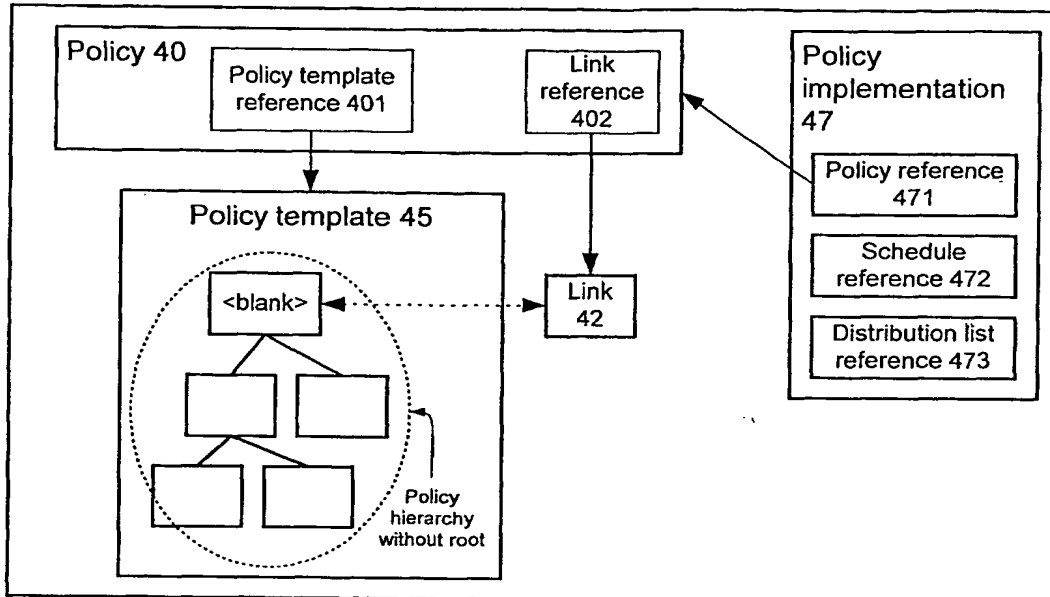 Policy 40
Policy template
reference 401
Link
reference
402
Policy
implementation
47
Policy reference
471
Schedule
reference 472
Distribution list
reference 473
Policy template 45
<blank>
Link
42
Policy
hierarchy
without root